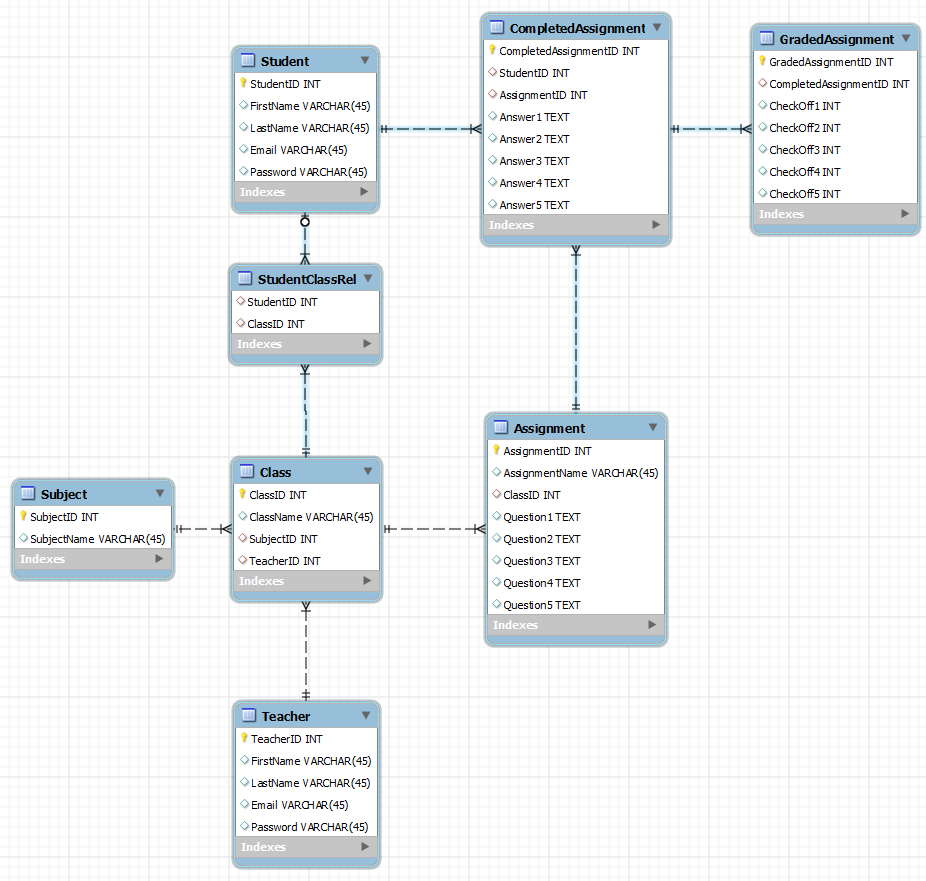 Student
StudentID INT
FirstName VARCHAR(45)
LastName VARCHAR(45)
Email VARCHAR(45)
Password VARCHAR(45)
Indexes
CompletedAssignment
CompletedAssignmentID INT
StudentID INT
AssignmentID INT
Answer1 TEXT
Answer2 TEXT
Answer3 TEXT
Answer4 TEXT
Answer5 TEXT
Indexes
GradedAssignment
GradedAssignmentID INT
CompletedAssignmentID INT
CheckOff1 INT
CheckOff2 INT
CheckOff3 INT
CheckOff4 INT
CheckOff5 INT
Indexes
StudentClassRel
StudentID INT
ClassID INT
Indexes
Subject
SubjectID INT
SubjectName VARCHAR(45)
Indexes
Class
ClassID INT
ClassName VARCHAR(45)
SubjectID INT
TeacherID INT
Indexes
Assignment
AssignmentID INT
AssignmentName VARCHAR(45)
ClassID INT
Question1 TEXT
Question2 TEXT
Question3 TEXT
Question4 TEXT
Question5 TEXT
Indexes
Teacher
TeacherID INT
FirstName VARCHAR(45)
LastName VARCHAR(45)
Email VARCHAR(45)
Password VARCHAR(45)
Indexes